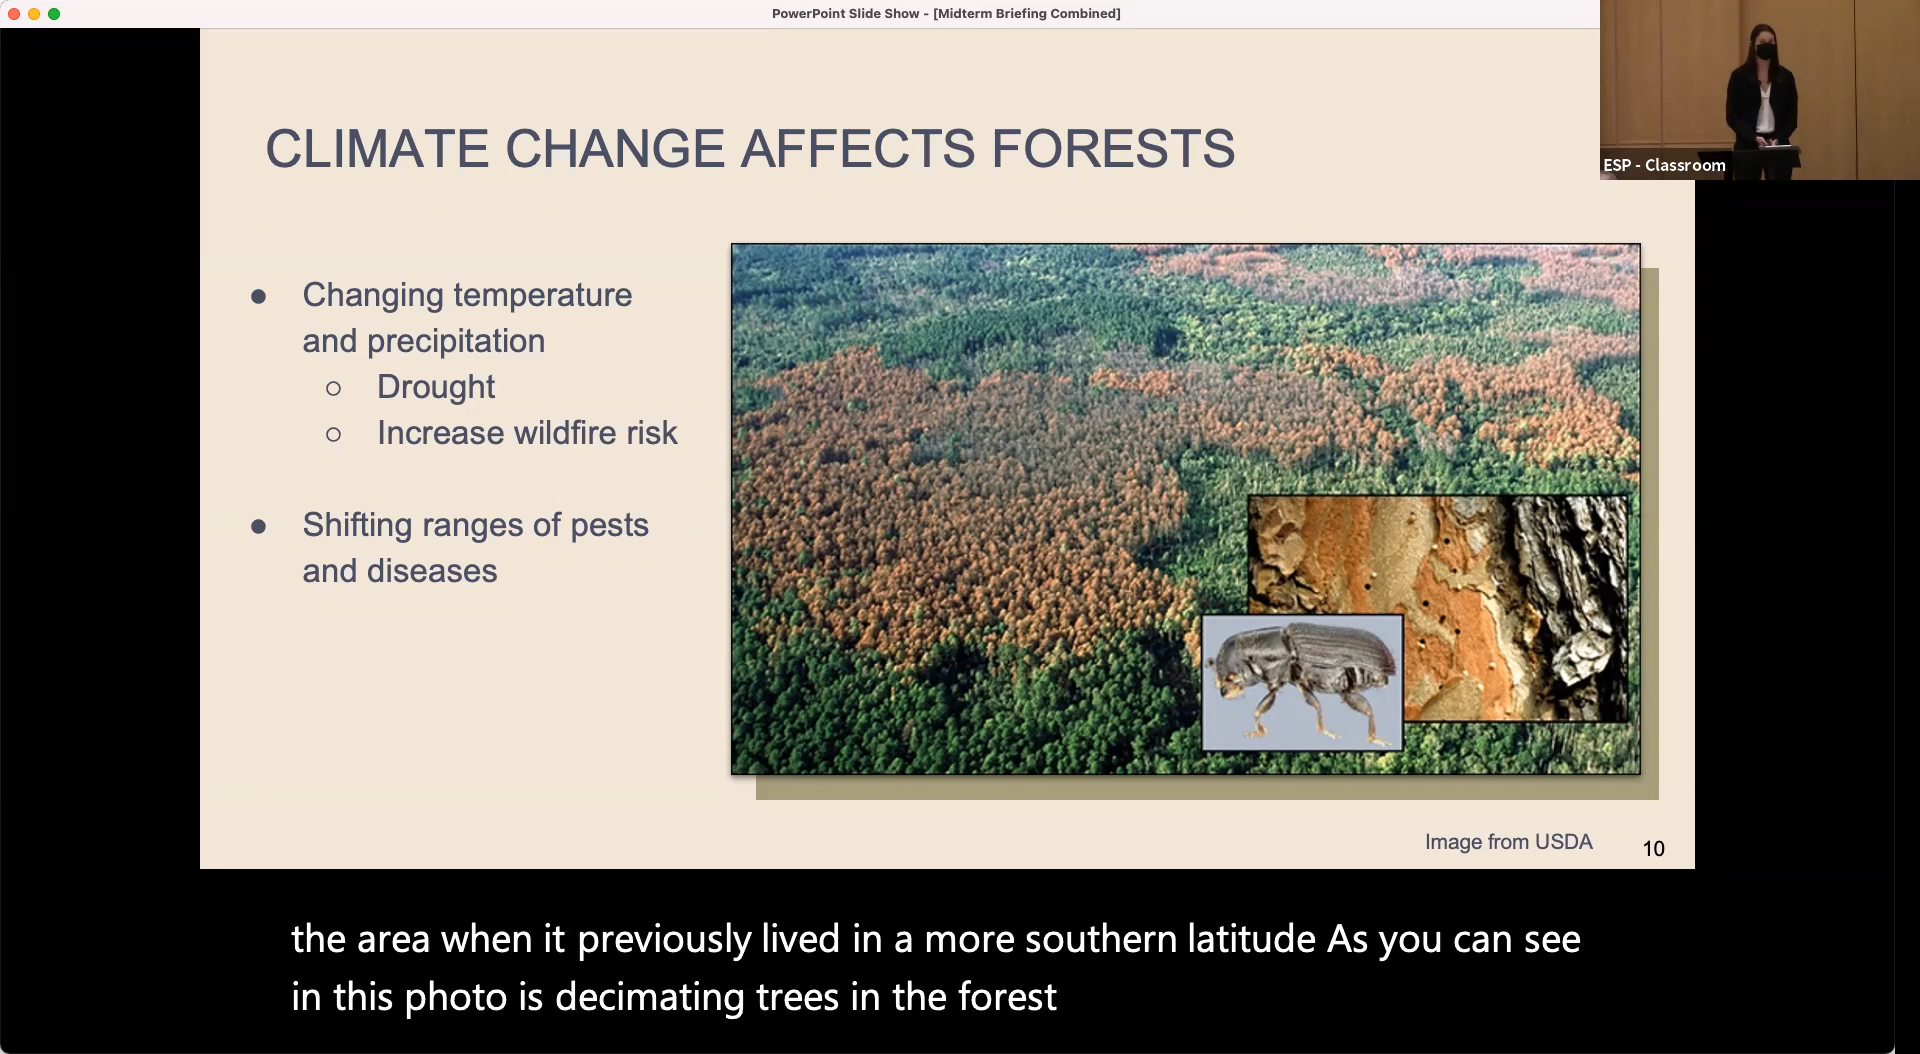 PowerPoint Slide Show - [Midterm Briefing Combined]
ESP - Classroom
CLIMATE CHANGE AFFECTS FORESTS
● Changing temperature
and precipitation
○ Drought
○ Increase wildfire risk
● Shifting ranges of pests
and diseases
Image from USDA
10
the area when it previously lived in a more southern latitude As you can see
in this photo is decimating trees in the forest